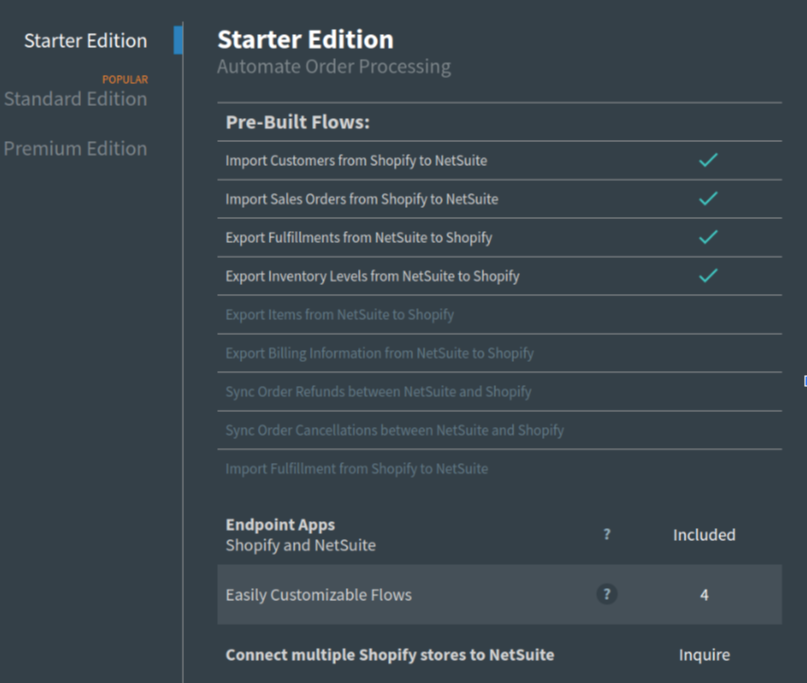 Starter Edition
POPULAR
Standard Edition
Premium Edition
Starter Edition
Automate Order Processing
Pre-Built Flows:
Import Customers from Shopify to NetSuite
Import Sales Orders from Shopify to NetSuite
Export Fulfillments from NetSuite to Shopify
Export Inventory Levels from NetSuite to Shopify
Export Items from NetSuite to Shopify
Export Billing Information from NetSuite to Shopify
Sync Order Refunds between NetSuite and Shopify
Sync Order Cancellations between NetSuite and Shopify
Import Fulfillment from Shopify to NetSuite
Endpoint Apps
Shopify and NetSuite ? Included
Easily Customizable Flows ? 4
Connect multiple Shopify stores to NetSuite Inquire